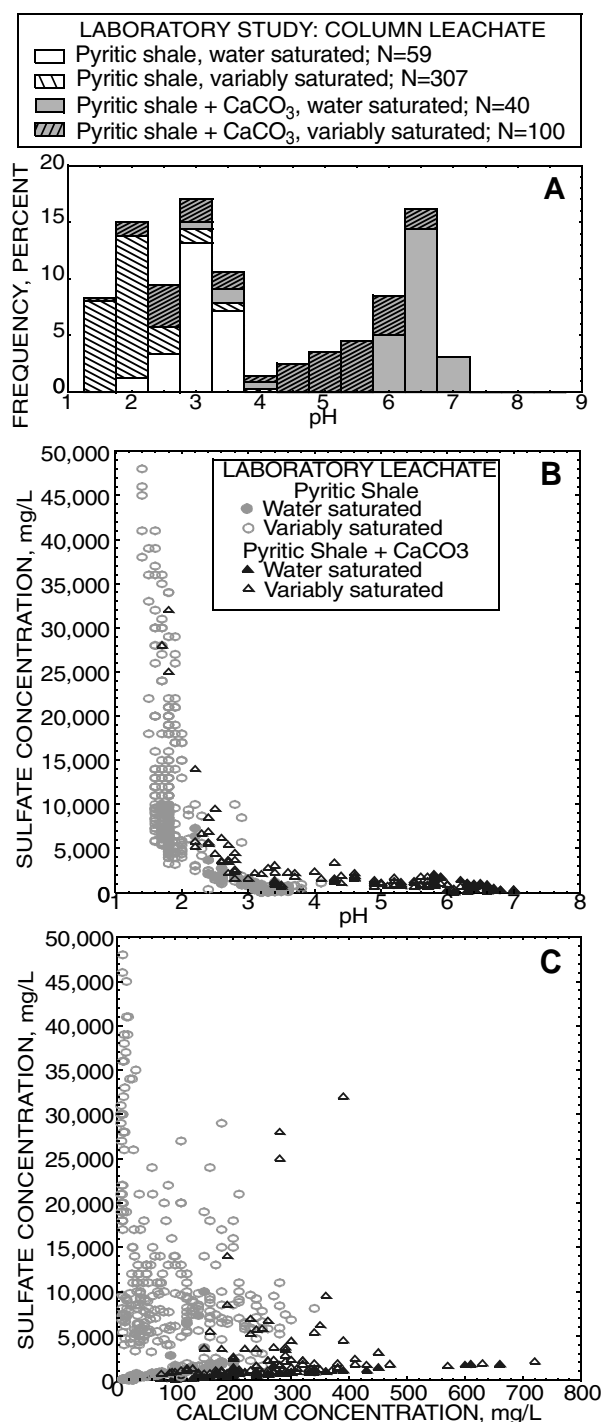 LABORATORY STUDY: COLUMN LEACHATE
Pyritic shale, water saturated; N=59
Pyritic shale, variably saturated; N=307
Pyritic shale + CaCO3, water saturated; N=40
Pyritic shale + CaCO3, variably saturated; N=100
A
FREQUENCY, PERCENT
20
15
10
5
0
1 2 3 4 5 6 7 8 9
pH
B
SULFATE CONCENTRATION, mg/L
50,000
45,000
40,000
35,000
30,000
25,000
20,000
15,000
10,000
5,000
0
LABORATORY LEACHATE
Pyritic Shale
Water saturated
Variably saturated
Pyritic Shale + CaCO3
Water saturated
Variably saturated
1 2 3 4 5 6 7 8
pH
C
SULFATE CONCENTRATION, mg/L
50,000
45,000
40,000
35,000
30,000
25,000
20,000
15,000
10,000
5,000
0
0 100 200 300 400 500 600 700 800
CALCIUM CONCENTRATION, mg/L